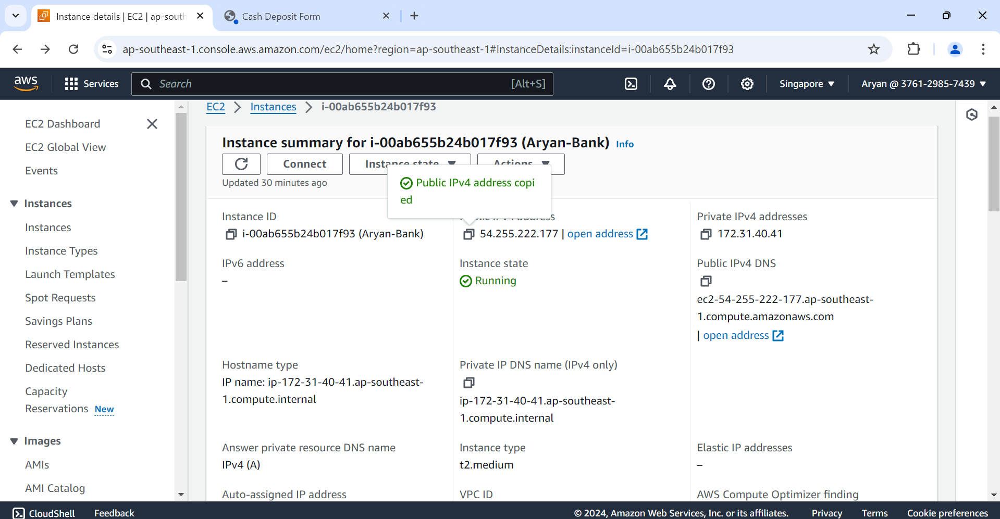 Instance details | EC2 | ap-south
Cash Deposit Form
ap-southeast-1.console.aws.amazon.com/ec2/home?region=ap-southeast-1#InstanceDetails:instanceId=i-00ab655b24b017f93
aws
Services
Search
[Alt+S]
Singapore
Aryan @ 3761-2985-7439
EC2 Dashboard
EC2 Global View
Events
Instances
Instances
Instance Types
Launch Templates
Spot Requests
Savings Plans
Reserved Instances
Dedicated Hosts
Capacity
Reservations New
Images
AMIs
AMI Catalog
EC2 > Instances > i-00ab655b24b017f93
Instance summary for i-00ab655b24b017f93 (Aryan-Bank) Info
Connect
Instance state
Actions
Updated 30 minutes ago
Public IPv4 address copi
ed
Instance ID
i-00ab655b24b017f93 (Aryan-Bank)
Public IPv4 address
54.255.222.177 | open address
Private IPv4 addresses
172.31.40.41
IPv6 address
–
Instance state
Running
Public IPv4 DNS
ec2-54-255-222-177.ap-southeast-
1.compute.amazonaws.com
| open address
Hostname type
IP name: ip-172-31-40-41.ap-southeast-
1.compute.internal
Private IP DNS name (IPv4 only)
ip-172-31-40-41.ap-southeast-
1.compute.internal
Answer private resource DNS name
IPv4 (A)
Instance type
t2.medium
Elastic IP addresses
–
Auto-assigned IP address
VPC ID
AWS Compute Optimizer finding
CloudShell
Feedback
© 2024, Amazon Web Services, Inc. or its affiliates.
Privacy
Terms
Cookie preferences